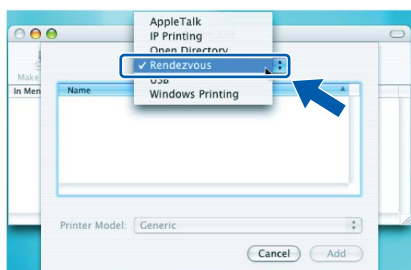 AppleTalk
IP Printing
Open Directory
✓ Rendezvous
USB
Windows Printing
Make
In Men
Name
Printer Model: Generic
Cancel Add